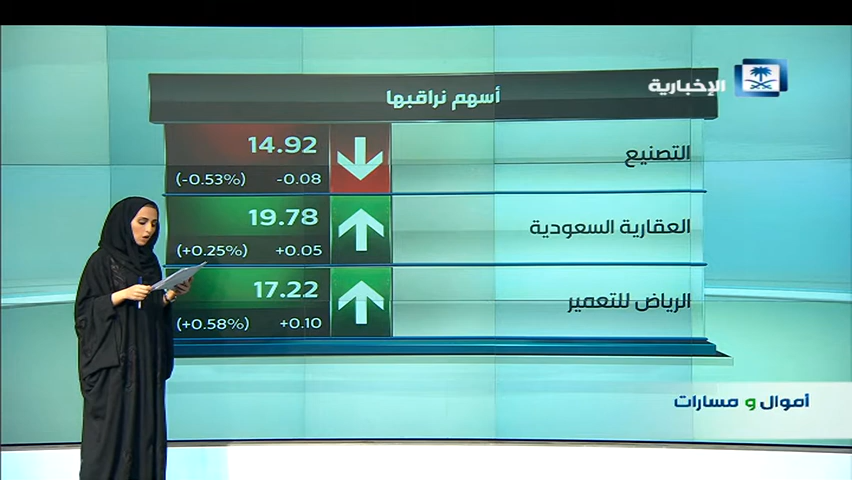 الإخبارية
أسهم نراقبها
التصنيع
14.92
-0.08 (-0.53%)
العقارية السعودية
19.78
+0.05 (+0.25%)
الرياض للتعمير
17.22
+0.10 (+0.58%)
أموال و مسارات